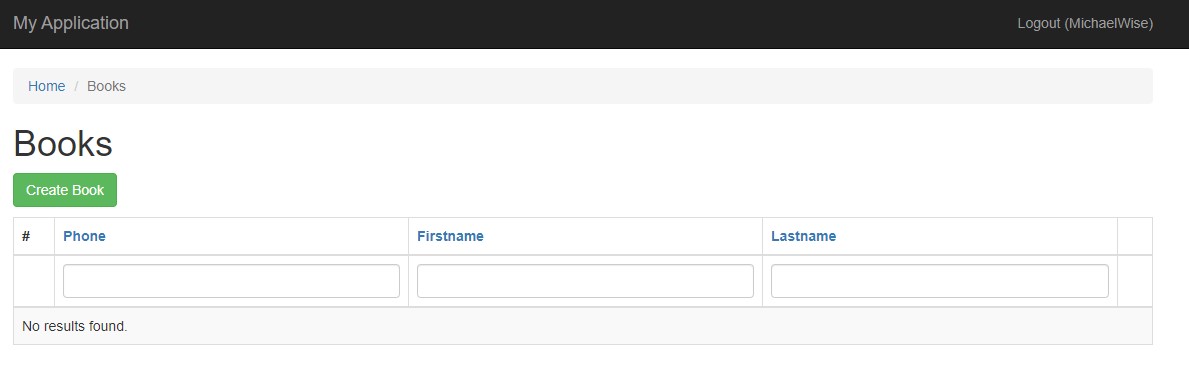 My Application Logout (MichaelWise)
Home / Books
Books
Create Book
# Phone Firstname Lastname
No results found.